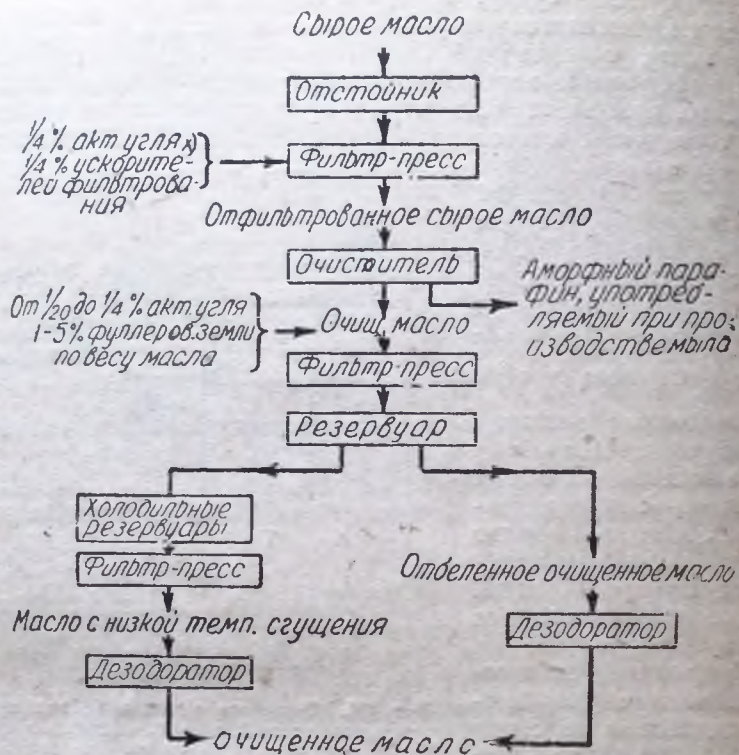 Сырое масло
Отстойник
1/4 % акт угля x)
1/4 % ускорите-
лей фильтрова-
ния
Фильтр-пресс
Отфильтрованное сырое масло
Очиститель
Аморфный пара-
фин, употреб-
ляемый при про-
изводстве мыла
От 1/20 до 1/4 % акт. угля
1-5% фуллеров. земли
по весу масла
Очищ. масло
Фильтр-пресс
Резервуар
Холодильные
резервуары
Фильтр-пресс
Масло с низкой темп. сгущения
Дезодоратор
Отбеленное очищенное масло
Дезодоратор
очищенное масл с